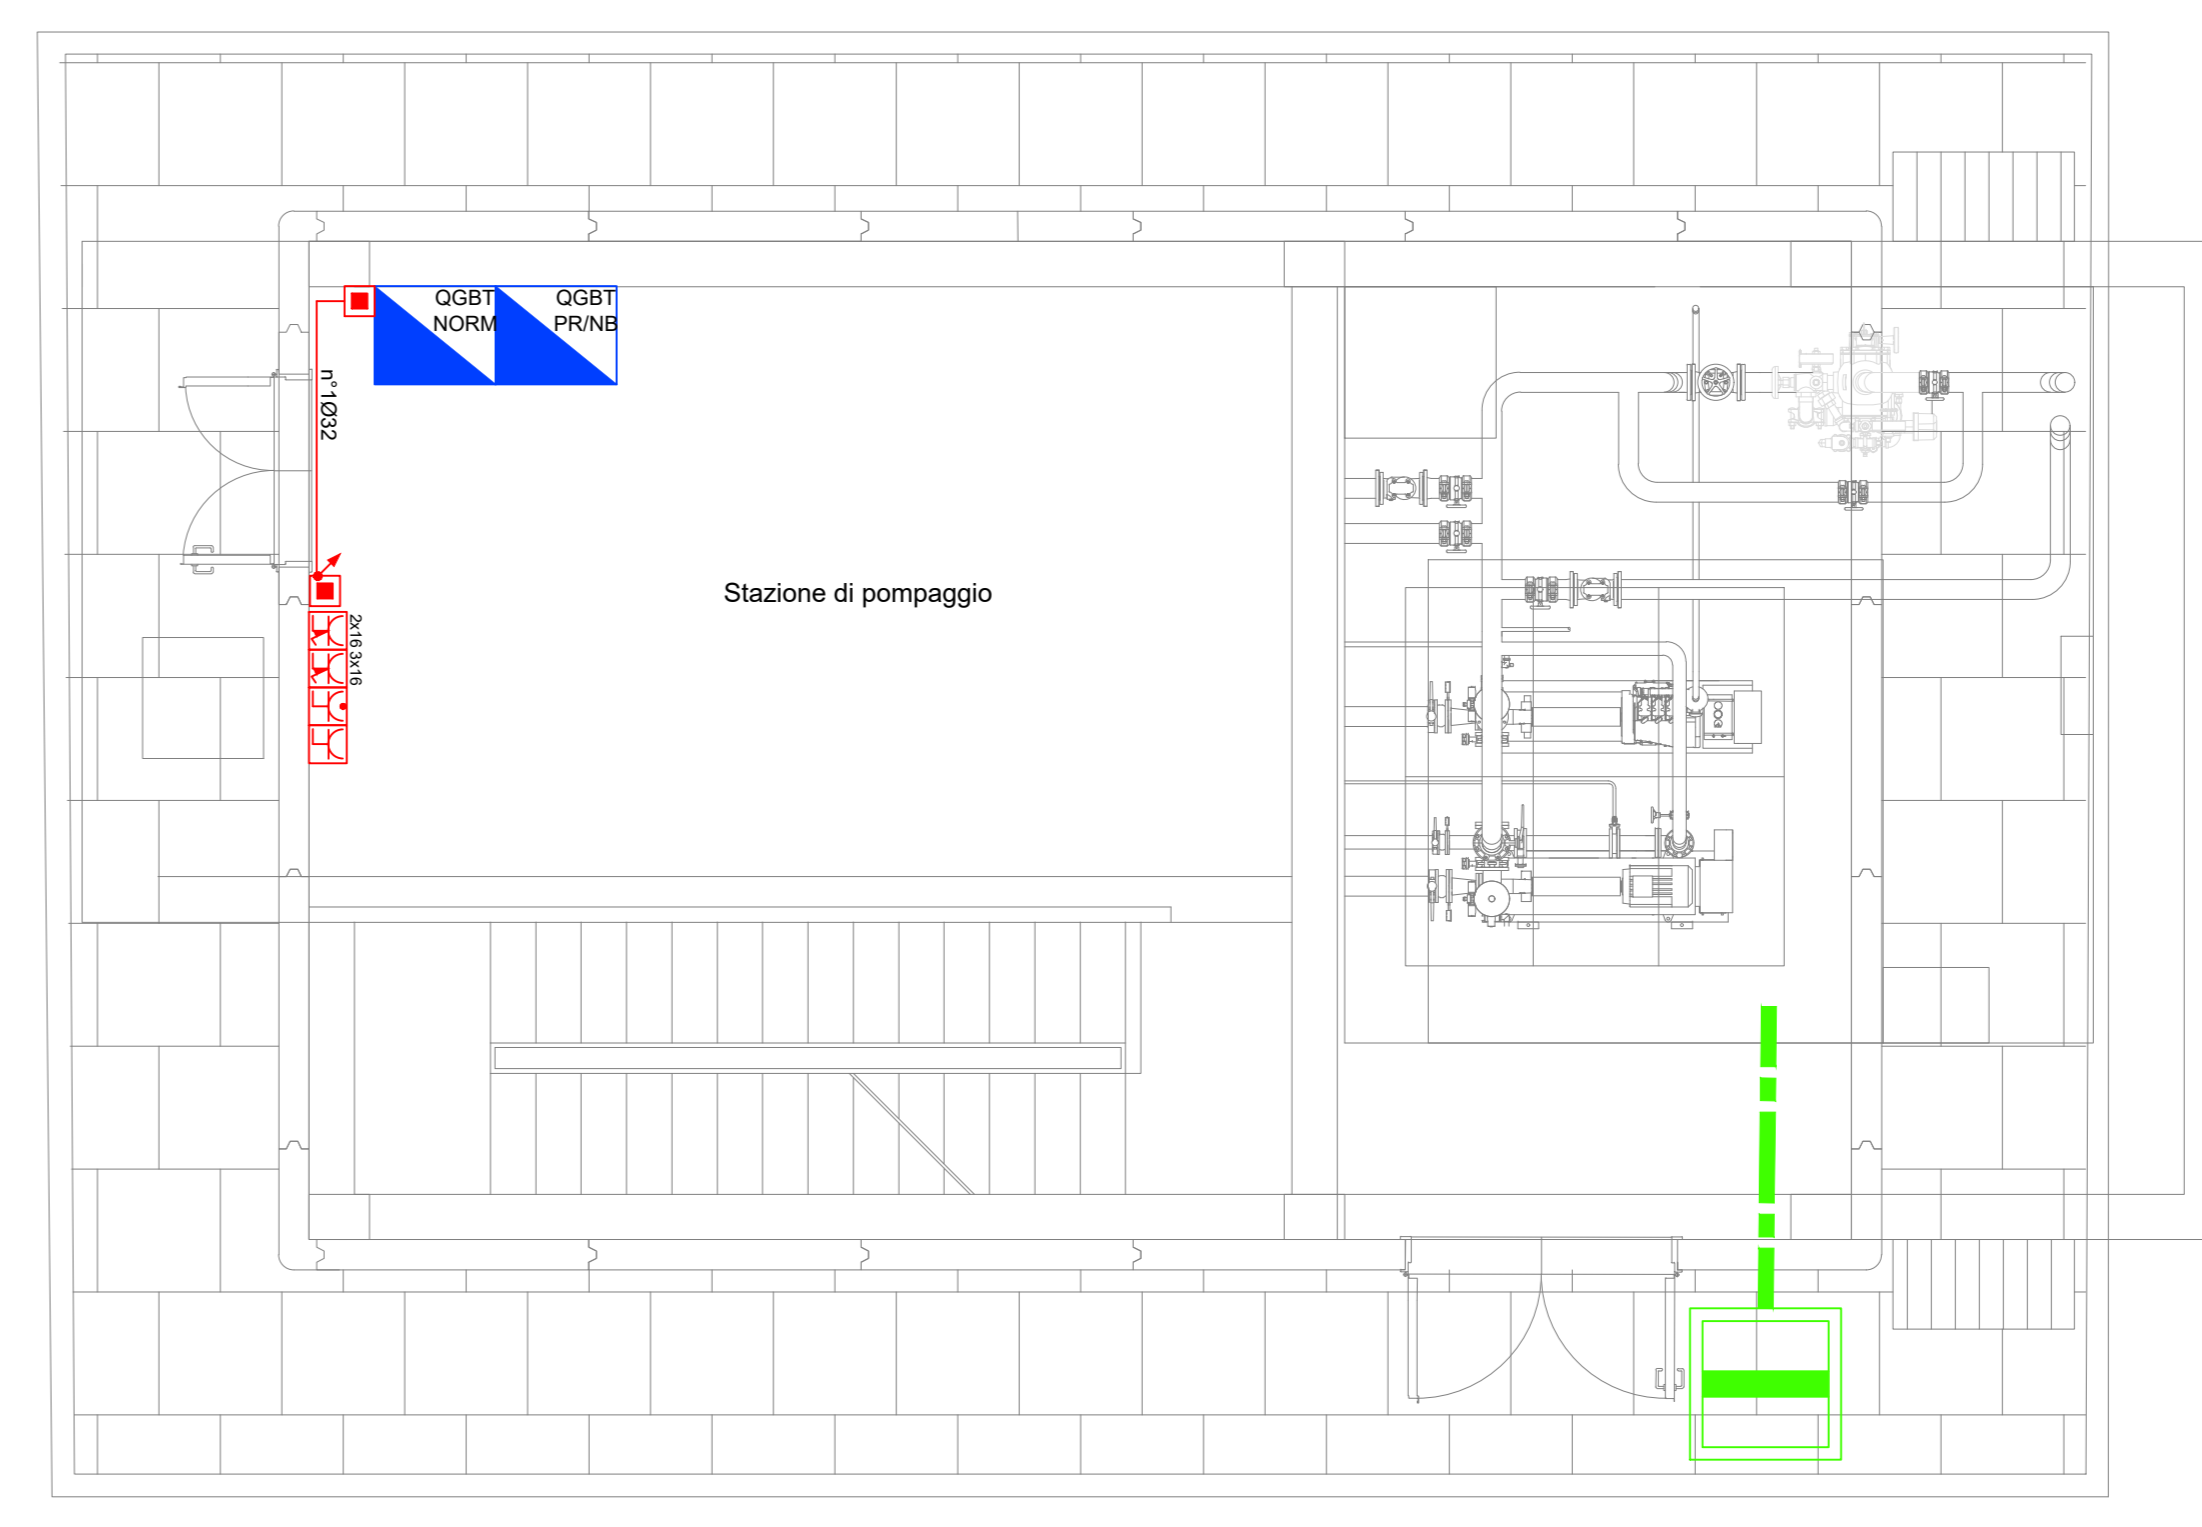 QGBT
NORM
QGBT
PR/NB
n°1Ø32
Stazione di pompaggio
2x16 3x16